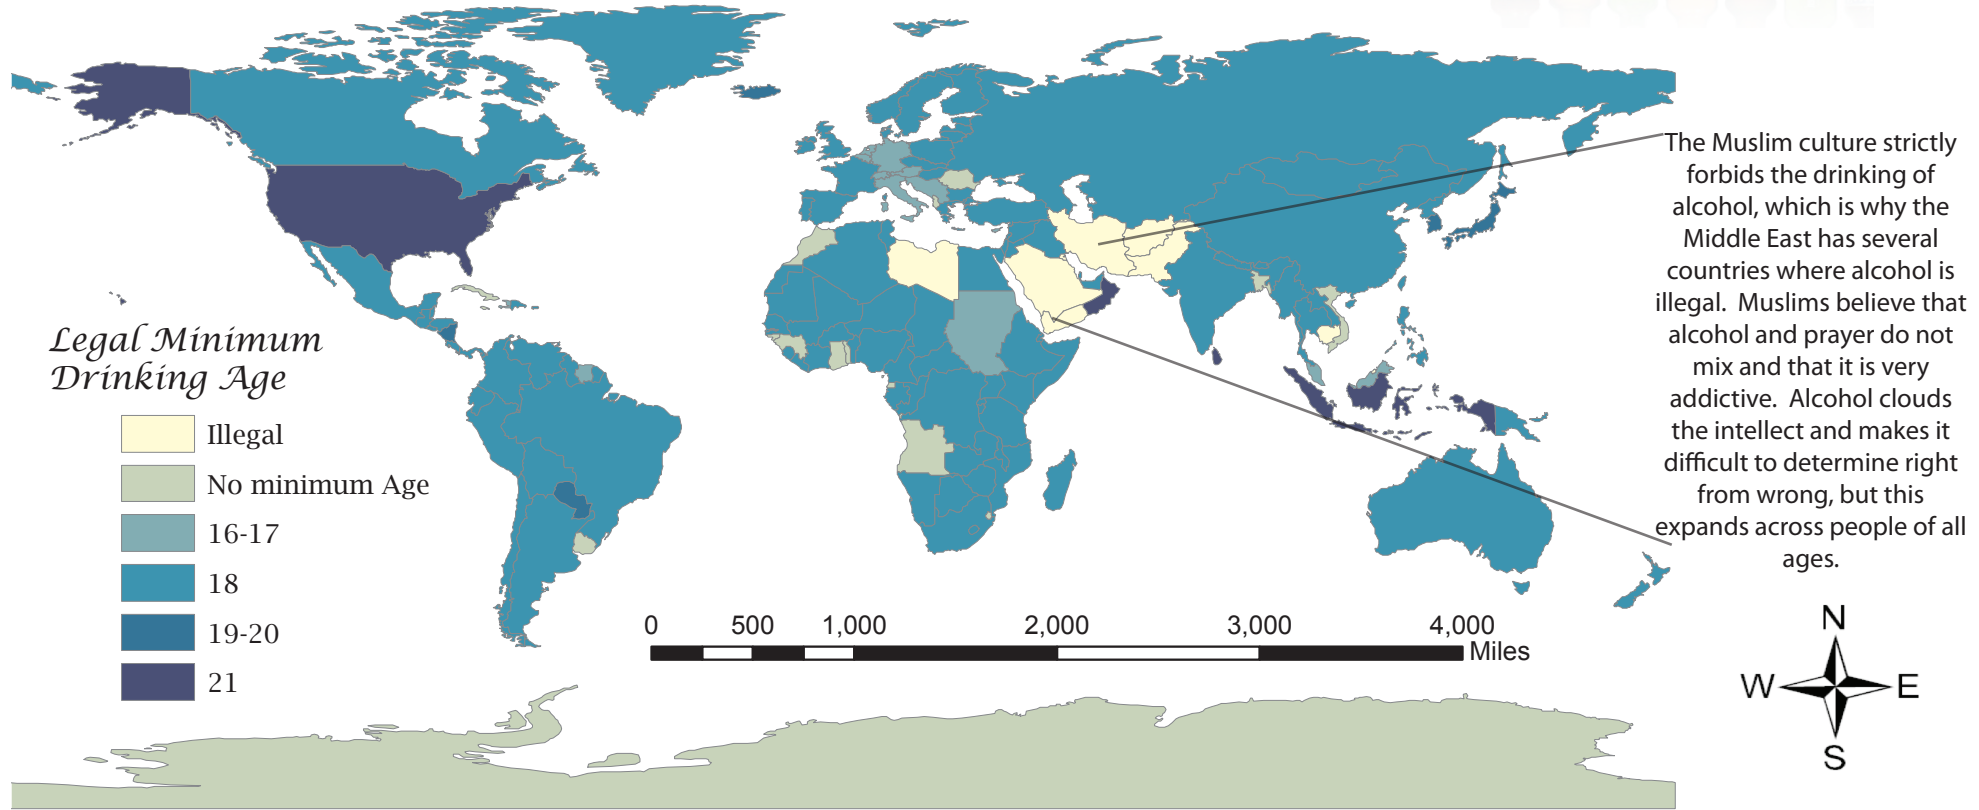 The Muslim culture strictly
forbids the drinking of
alcohol, which is why the
Middle East has several
countries where alcohol is
illegal.  Muslims believe that
alcohol and prayer do not
mix and that it is very
addictive.  Alcohol clouds
the intellect and makes it
difficult to determine right
from wrong, but this
expands across people of all
ages.
Legal Minimum
Drinking Age
Illegal
No minimum Age
16-17
18
19-20
21
0 500 1,000 2,000 3,000 4,000
Miles
N
W E
S